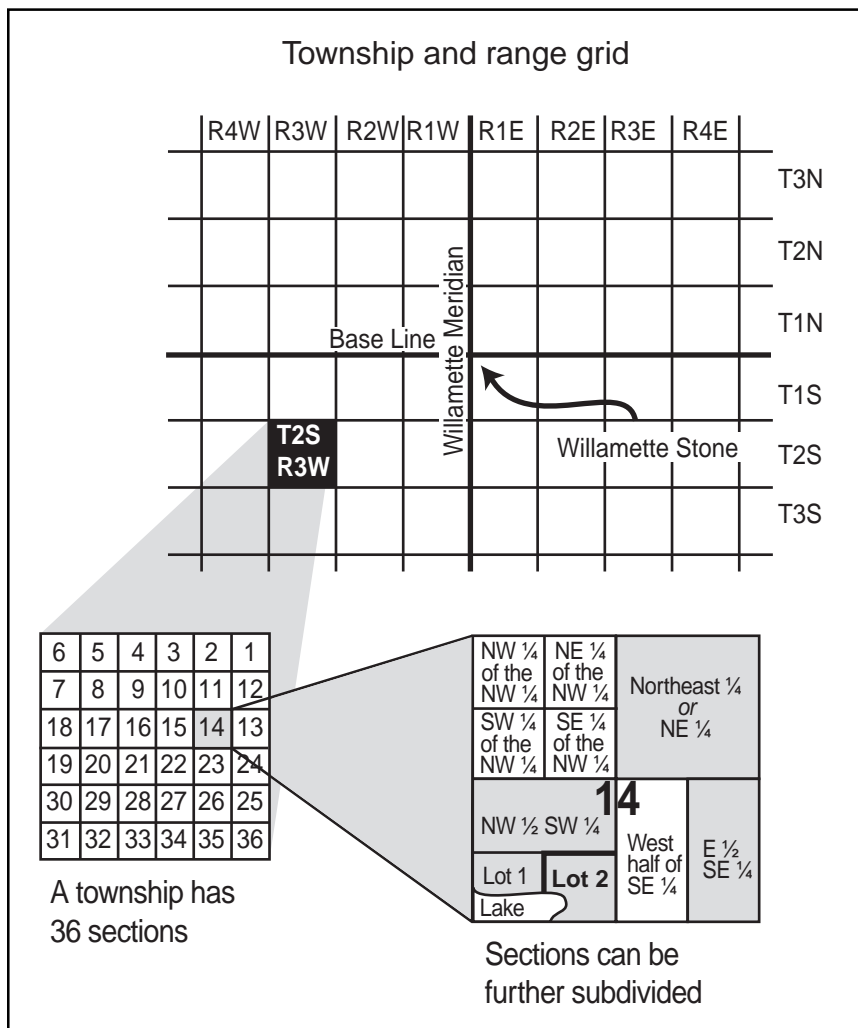 Township and range grid
R4W R3W R2W R1W R1E R2E R3E R4E
T3N
T2N
T1N
Base Line
Willamette Meridian
T1S
Willamette Stone
T2S
T2S
R3W
T3S
6 5 4 3 2 1
7 8 9 10 11 12
18 17 16 15 14 13
19 20 21 22 23 24
30 29 28 27 26 25
31 32 33 34 35 36
A township has
36 sections
NW ¼
of the
NW ¼
NE ¼
of the
NW ¼
Northeast ¼
or
NE ¼
SW ¼
of the
NW ¼
SE ¼
of the
NW ¼
14
NW ½ SW ¼
West
half of
SE ¼
E ½
SE ¼
Lot 1
Lot 2
Lake
Sections can be
further subdivided